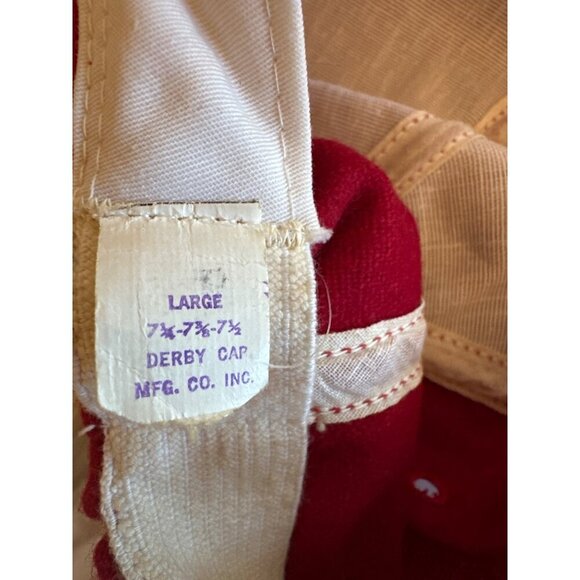 LARGE
7¼-7⅜-7½
DERBY CAP
MFG. CO. INC.